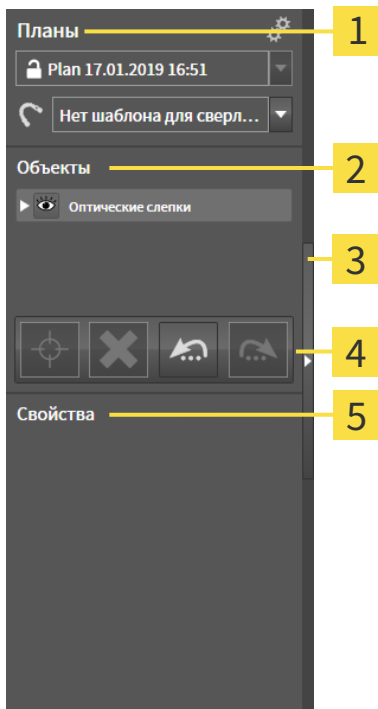 Планы
1
Plan 17.01.2019 16:51
Нет шаблона для сверл...
Объекты
2
Оптические слепки
3
4
Свойства
5